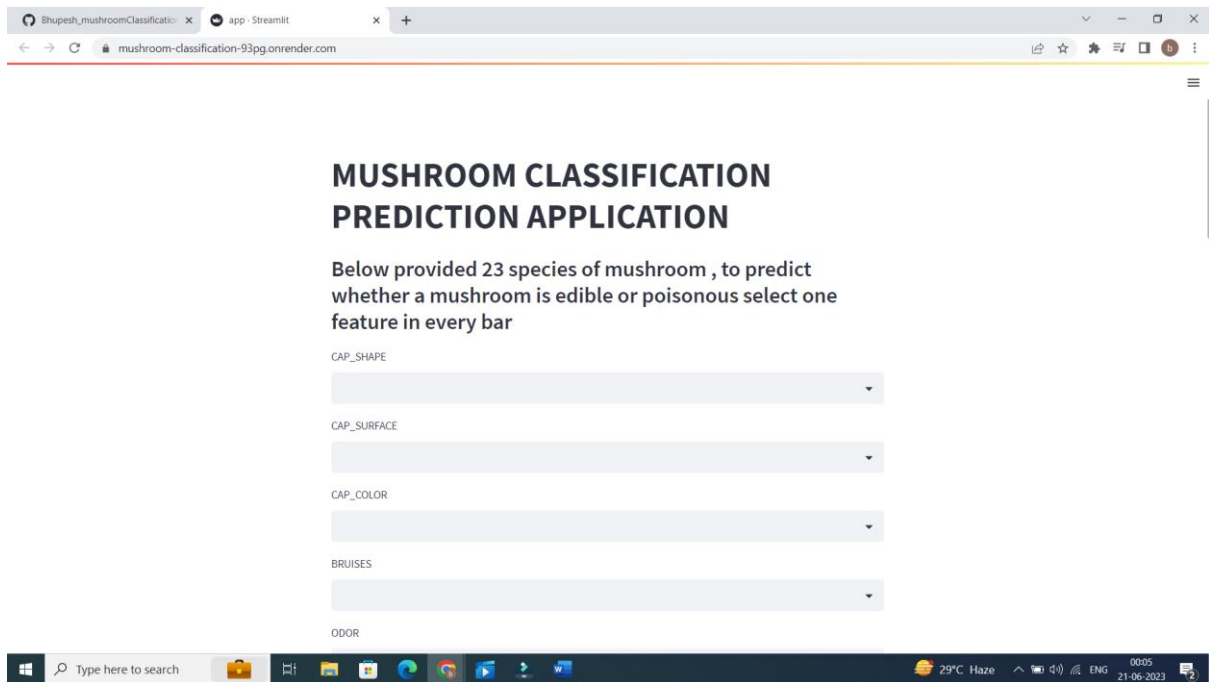 Bhupesh_mushroomClassification
app · Streamlit
mushroom-classification-93pg.onrender.com
b
MUSHROOM CLASSIFICATION
PREDICTION APPLICATION
Below provided 23 species of mushroom , to predict
whether a mushroom is edible or poisonous select one
feature in every bar
CAP_SHAPE
CAP_SURFACE
CAP_COLOR
BRUISES
ODOR
Type here to search
29°C Haze
ENG
00:05
21-06-2023
2